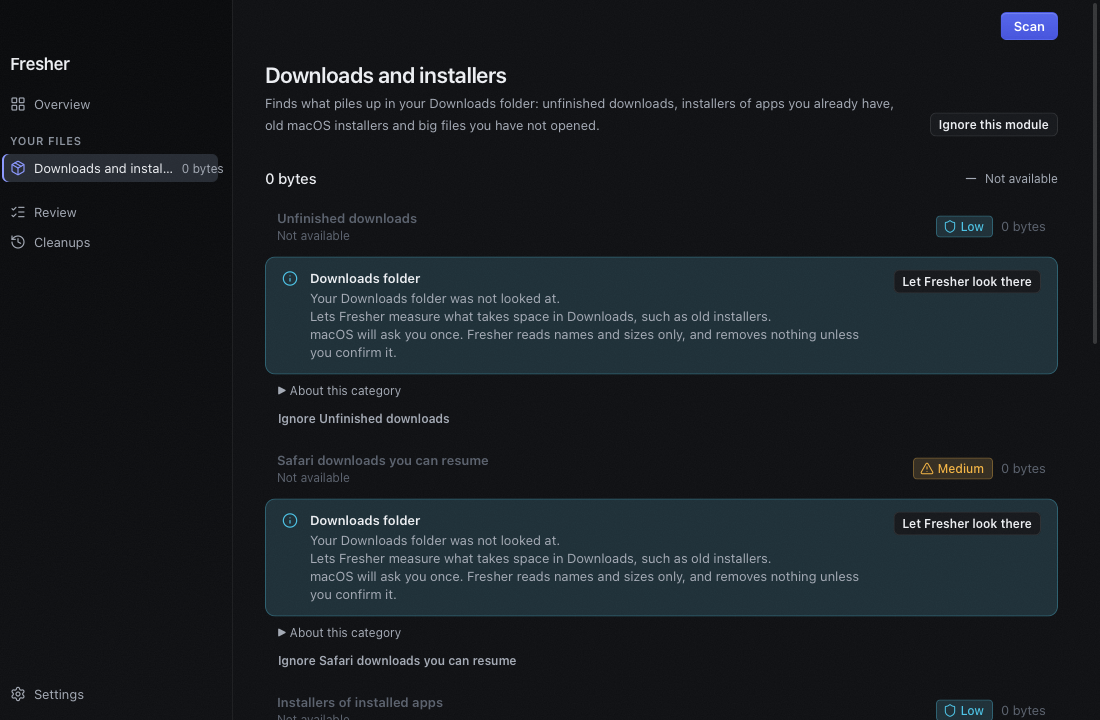 Scan
Fresher
Overview
YOUR FILES
Downloads and instal... 0 bytes
Review
Cleanups
Settings
Downloads and installers
Finds what piles up in your Downloads folder: unfinished downloads, installers of apps you already have,
old macOS installers and big files you have not opened.
Ignore this module
0 bytes
Not available
Unfinished downloads
Not available
Low
0 bytes
Downloads folder
Let Fresher look there
Your Downloads folder was not looked at.
Lets Fresher measure what takes space in Downloads, such as old installers.
macOS will ask you once. Fresher reads names and sizes only, and removes nothing unless
you confirm it.
About this category
Ignore Unfinished downloads
Safari downloads you can resume
Not available
Medium
0 bytes
Downloads folder
Let Fresher look there
Your Downloads folder was not looked at.
Lets Fresher measure what takes space in Downloads, such as old installers.
macOS will ask you once. Fresher reads names and sizes only, and removes nothing unless
you confirm it.
About this category
Ignore Safari downloads you can resume
Installers of installed apps
Not available
Low
0 bytes